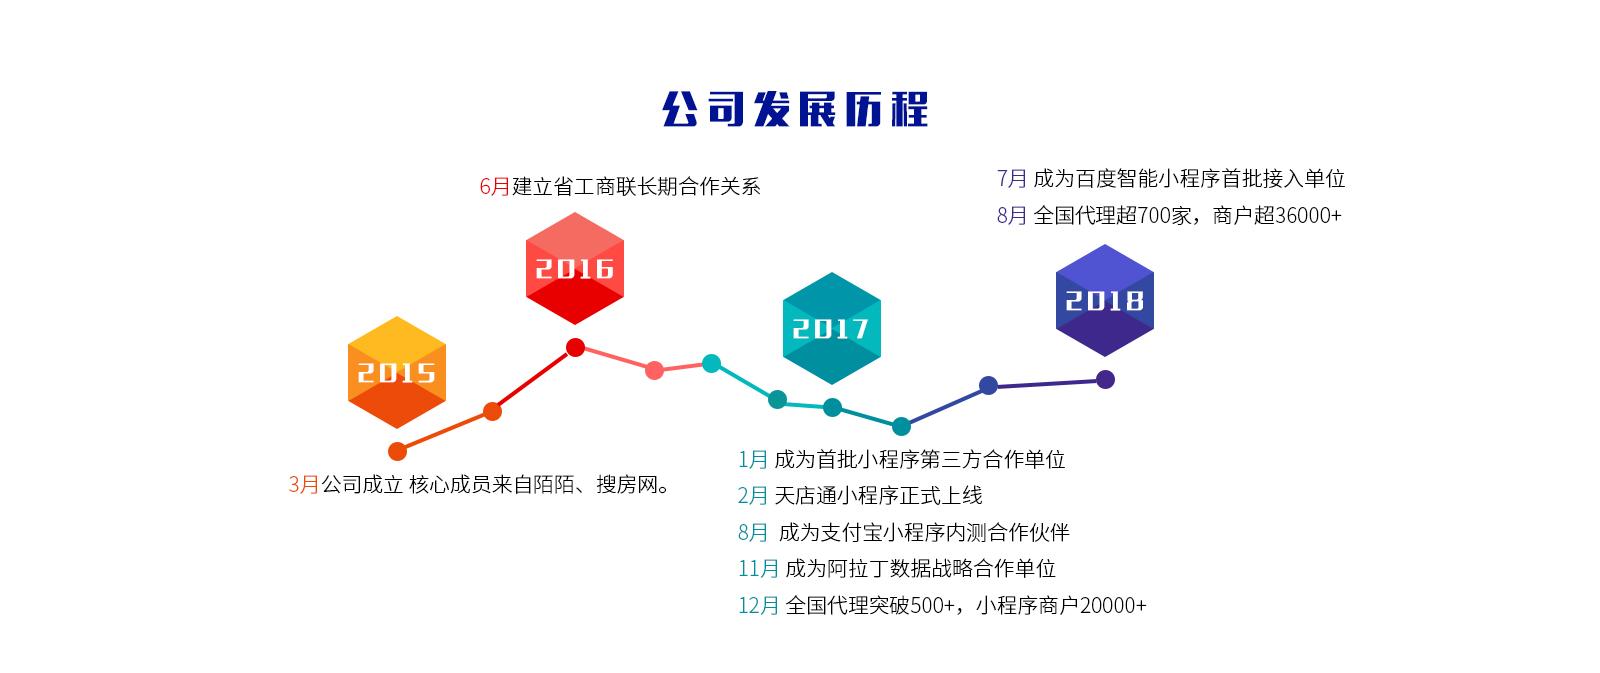 公司发展历程
6月建立省工商联长期合作关系
7月 成为百度智能小程序首批接入单位
8月 全国代理超700家，商户超36000+
2016
2018
2017
2015
3月公司成立 核心成员来自陌陌、搜房网。
1月 成为首批小程序第三方合作单位
2月 天店通小程序正式上线
8月 成为支付宝小程序内测合作伙伴
11月 成为阿拉丁数据战略合作单位
12月 全国代理突破500+，小程序商户20000+